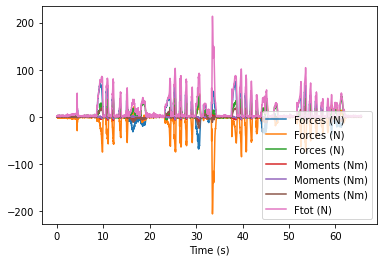 200
100
0
−100
−200
0
10
20
30
40
50
60
Time (s)
Forces (N)
Forces (N)
Forces (N)
Moments (Nm)
Moments (Nm)
Moments (Nm)
Ftot (N)